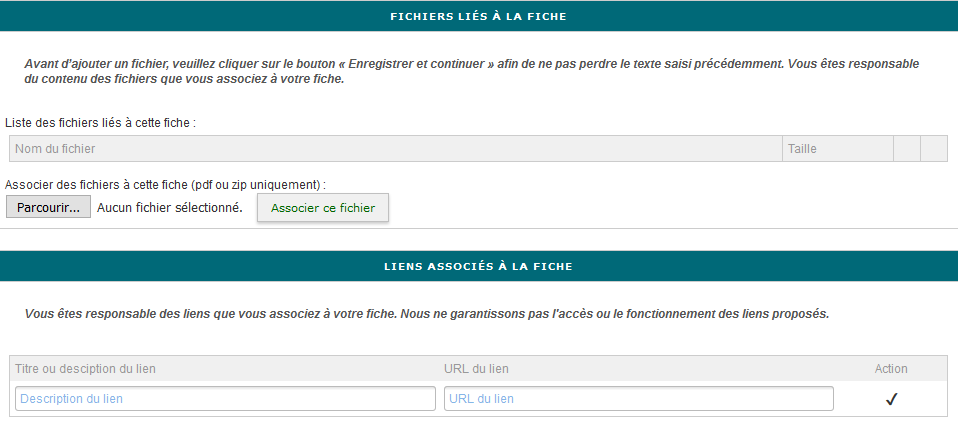 FICHIERS LIÉS À LA FICHE
Avant d'ajouter un fichier, veuillez cliquer sur le bouton « Enregistrer et continuer » afin de ne pas perdre le texte saisi précédemment. Vous êtes responsable
du contenu des fichiers que vous associez à votre fiche.
Liste des fichiers liés à cette fiche :
Nom du fichier Taille
Associer des fichiers à cette fiche (pdf ou zip uniquement) :
Parcourir... Aucun fichier sélectionné. Associer ce fichier
LIENS ASSOCIÉS À LA FICHE
Vous êtes responsable des liens que vous associez à votre fiche. Nous ne garantissons pas l'accès ou le fonctionnement des liens proposés.
Titre ou desciption du lien URL du lien Action
Description du lien URL du lien ✓